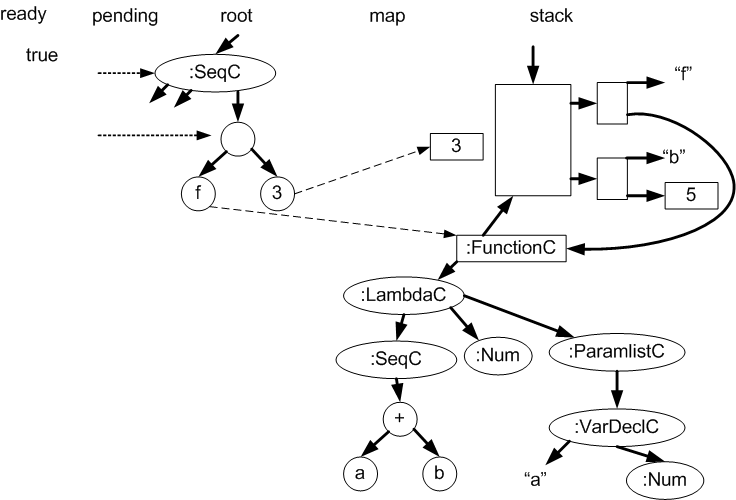 ready pending root map stack
true
:SeqC
“f”
3
“b”
f 3
5
:FunctionC
:LambdaC
:SeqC :Num :ParamlistC
+
:VarDeclC
a b “a” :Num